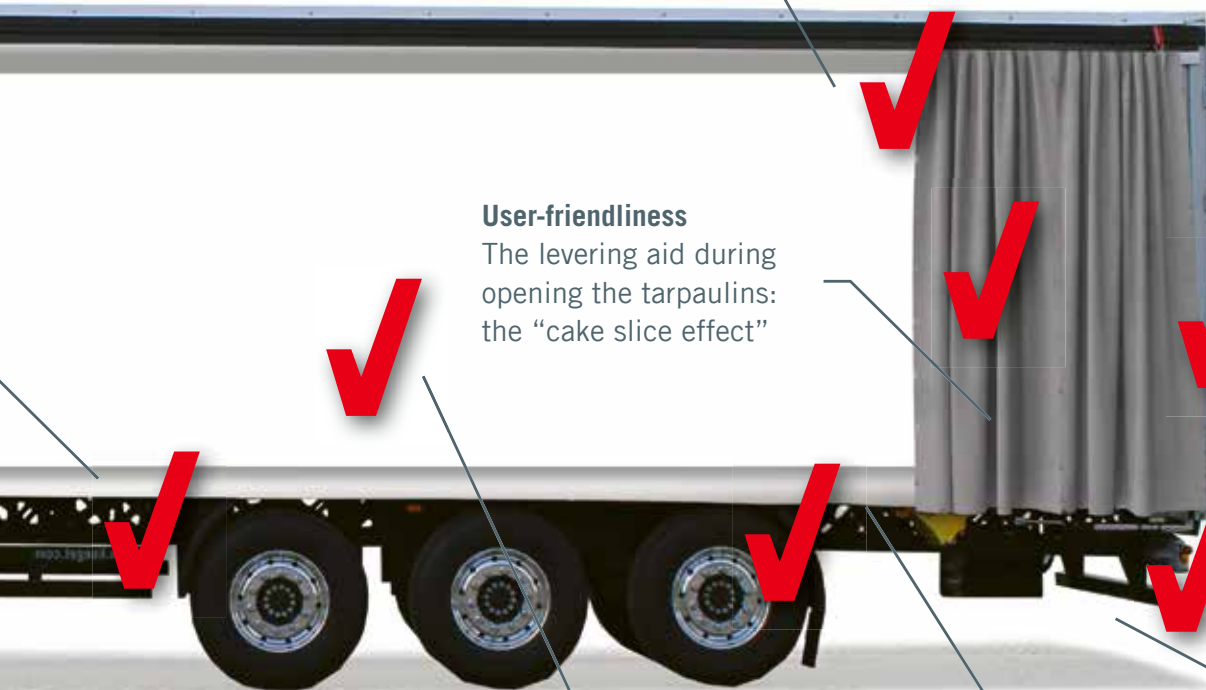 User-friendliness
The levering aid during
opening the tarpaulins:
the “cake slice effect”